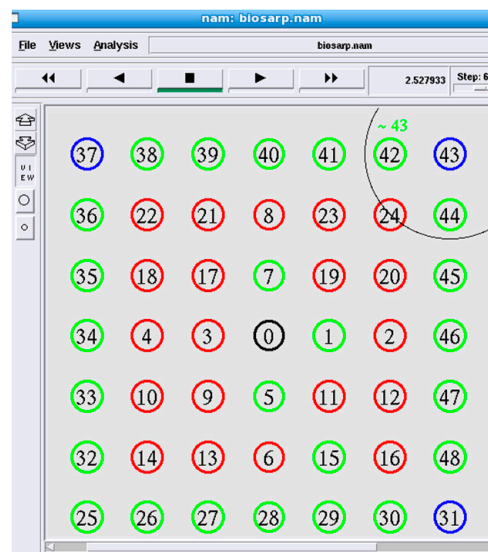 nam: biosarp.nam
File Views Analysis biosarp.nam
2.527933 Step: 6
~ 43
V I
E W
37 38 39 40 41 42 43
36 22 21 8 23 24 44
35 18 17 7 19 20 45
34 4 3 0 1 2 46
33 10 9 5 11 12 47
32 14 13 6 15 16 48
25 26 27 28 29 30 31